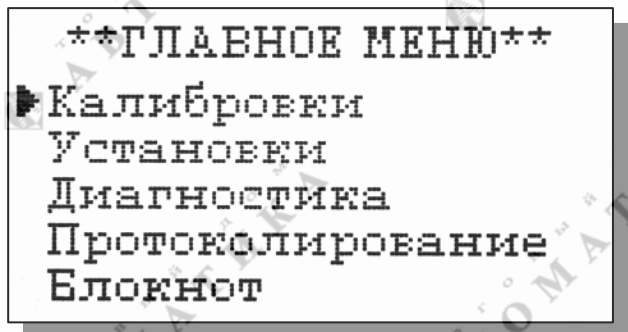 **ГЛАВНОЕ МЕНЮ**
Калибровки
Установки
Диагностика
Протоколирование
Блокнот